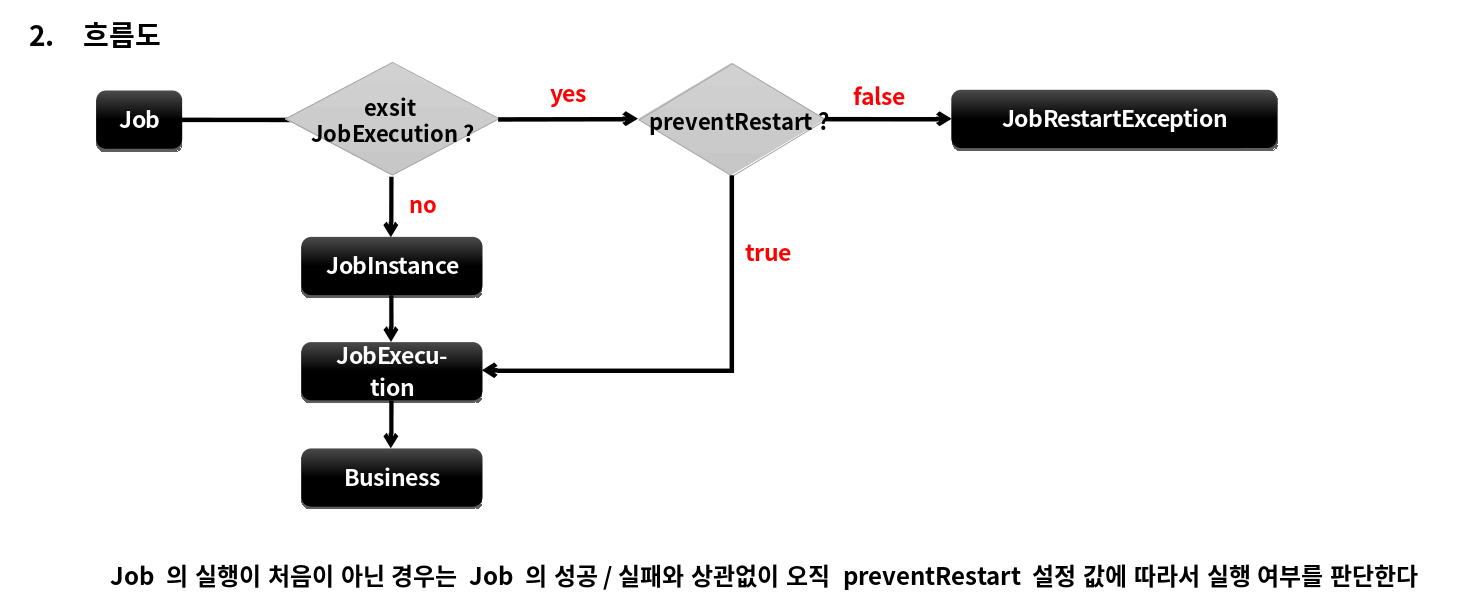 2. 흐름도
Job
exsit
JobExecution ?
yes
preventRestart ?
false
JobRestartException
no
JobInstance
true
JobExecu-
tion
Business
Job 의 실행이 처음이 아닌 경우는 Job 의 성공 / 실패와 상관없이 오직 preventRestart 설정 값에 따라서 실행 여부를 판단한다